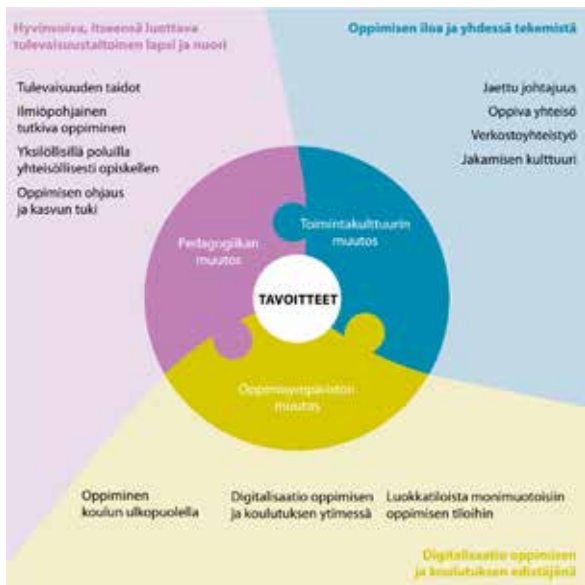 Hyvinvoiva, itseensä luottava
tulevaisuustaitoinen lapsi ja nuori
Tulevaisuuden taidot
Ilmiöpohjainen
tutkiva oppiminen
Yksilöllisillä poluilla
yhteisöllisesti opiskellen
Oppimisen ohjaus
ja kasvun tuki
Oppimisen iloa ja yhdessä tekemistä
Jaettu johtajuus
Oppiva yhteisö
Verkostoyhteistyö
Jakamisen kulttuuri
Pedagogiikan
muutos
Toimintakulttuurin
muutos
TAVOITTEET
Oppimisympäristön
muutos
Oppiminen
koulun ulkopuolella
Digitalisaatio oppimisen
ja koulutuksen ytimessä
Luokkatiloista monimuotoisiin
oppimisen tiloihin
Digitalisaatio oppimisen
ja koulutuksen edistäjänä